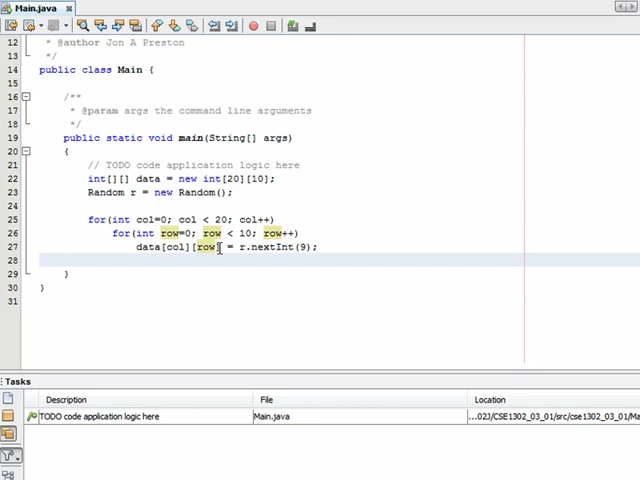 Main.java
12 * @author Jon A Preston
13 */
14 public class Main {
15
16 /**
17 * @param args the command line arguments
18 */
19 public static void main(String[] args)
20 {
21 // TODO code application logic here
22 int[][] data = new int[20][10];
23 Random r = new Random();
24
25 for(int col=0; col < 20; col++)
26 for(int row=0; row < 10; row++)
27 data[col][row] = r.nextInt(9);
28
29 }
30 }
31
Tasks
Description File Location
TODO code application logic here Main.java ...02J/CSE1302_03_01/src/cse1302_03_01/Ma